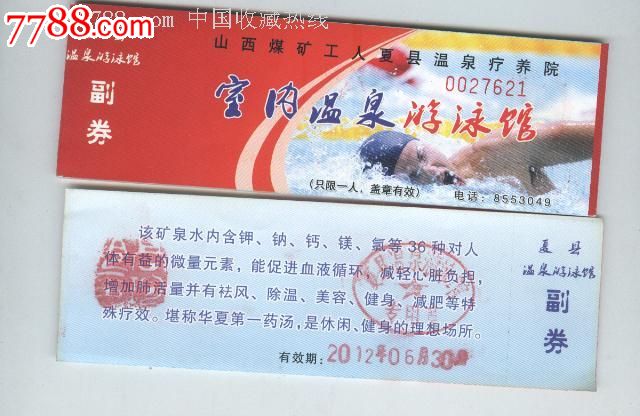 7788.com 中国收藏热线
山西煤矿工人夏县温泉疗养院
0027621
温泉游泳馆
副券
室内温泉游泳馆
(只限一人，盖章有效)
电话：8553049
该矿泉水内含钾、钠、钙、镁、氡等36种对人
体有益的微量元素，能促进血液循环，减轻心脏负担，
增加肺活量并有祛风、除温、美容、健身、减肥等特
殊疗效。堪称华夏第一药汤，是休闲、健身的理想场所。
有效期：2012年06月30日
夏县
温泉游泳馆
副券